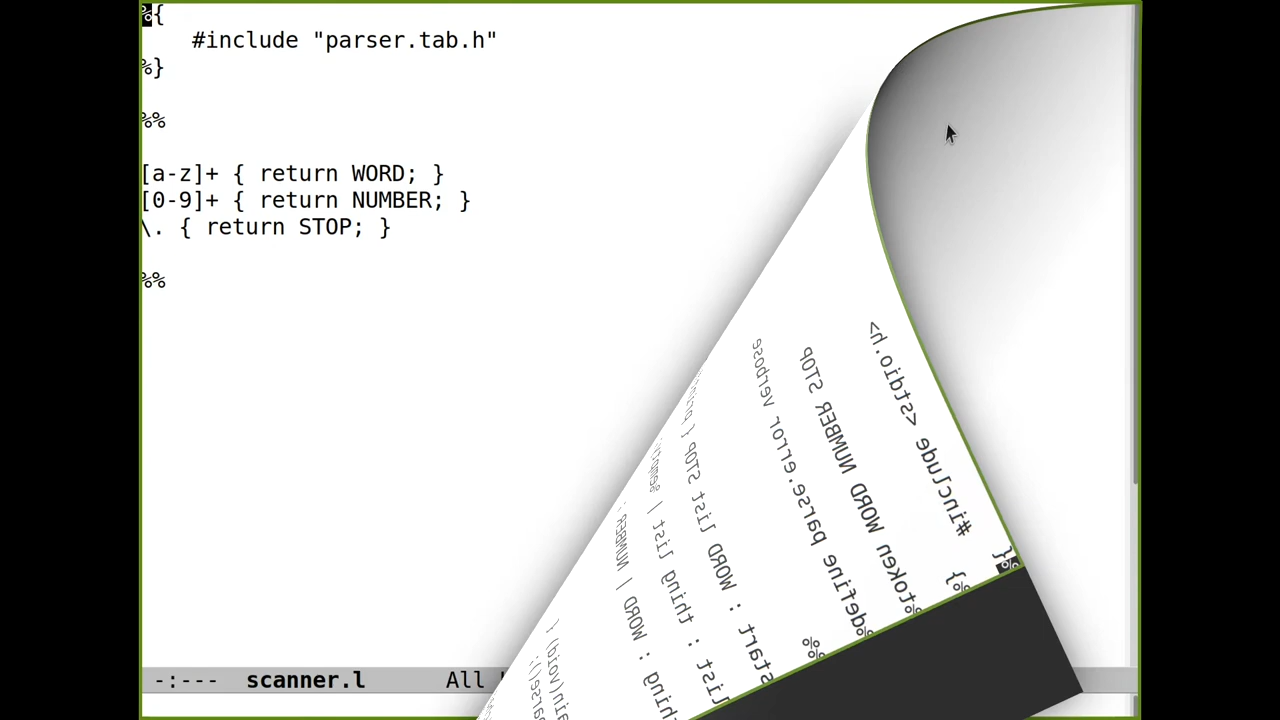 %{
#include "parser.tab.h"
%}
%%
[a-z]+ { return WORD; }
[0-9]+ { return NUMBER; }
\. { return STOP; }
%%
-:--- scanner.l All
%{
#include <stdio.h>
%}
%token WORD NUMBER STOP
%define parse.error verbose
%%
start : WORD list STOP {
list : thing list |
thing : WORD | NUMBER